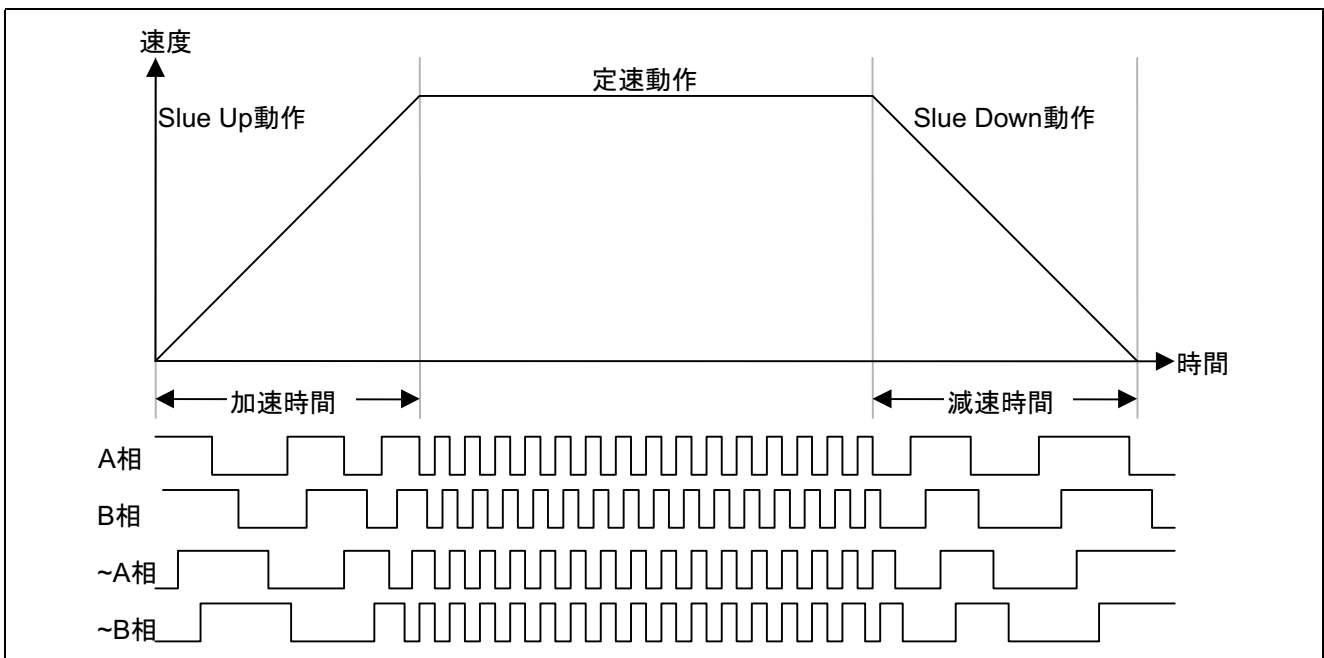 速度
定速動作
Slue Up動作
Slue Down動作
時間
加速時間
減速時間
A相
B相
~A相
~B相